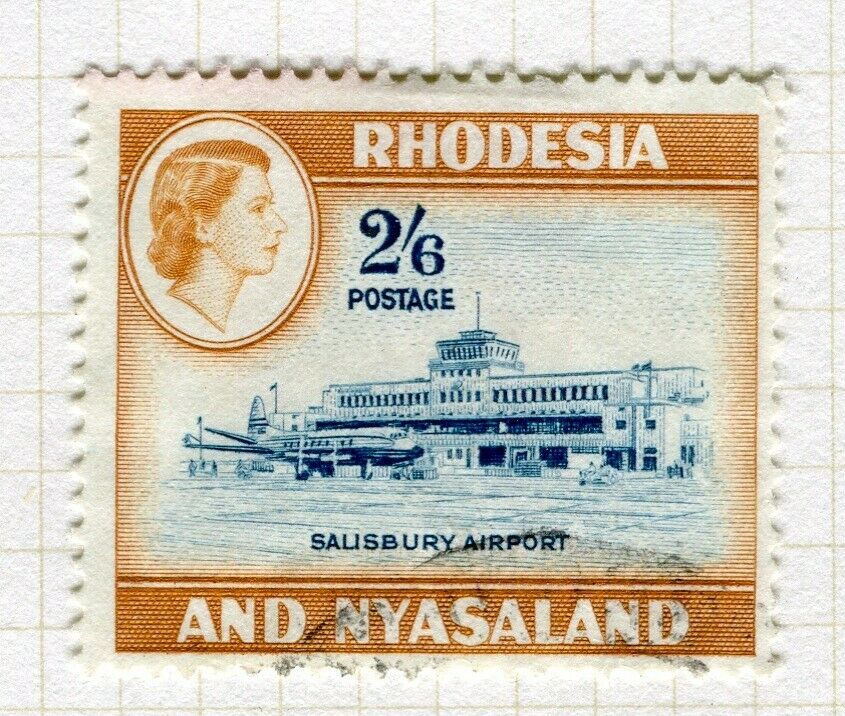 RHODESIA
2/6
POSTAGE
SALISBURY AIRPORT
AND NYASALAND